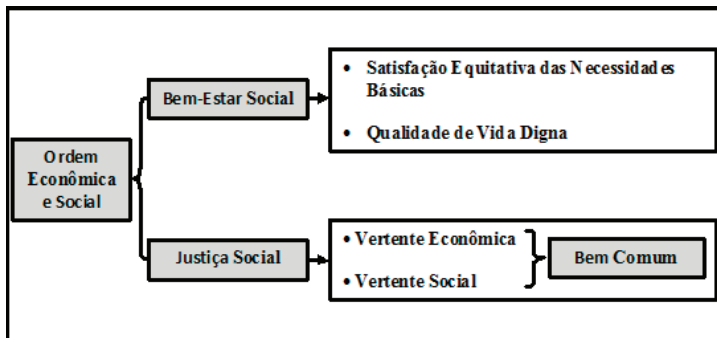 Ordem
Econômica
e Social
Bem-Estar Social
• Satisfação Equitativa das Necessidades
Básicas
• Qualidade de Vida Digna
Justiça Social
• Vertente Econômica
• Vertente Social
Bem Comum